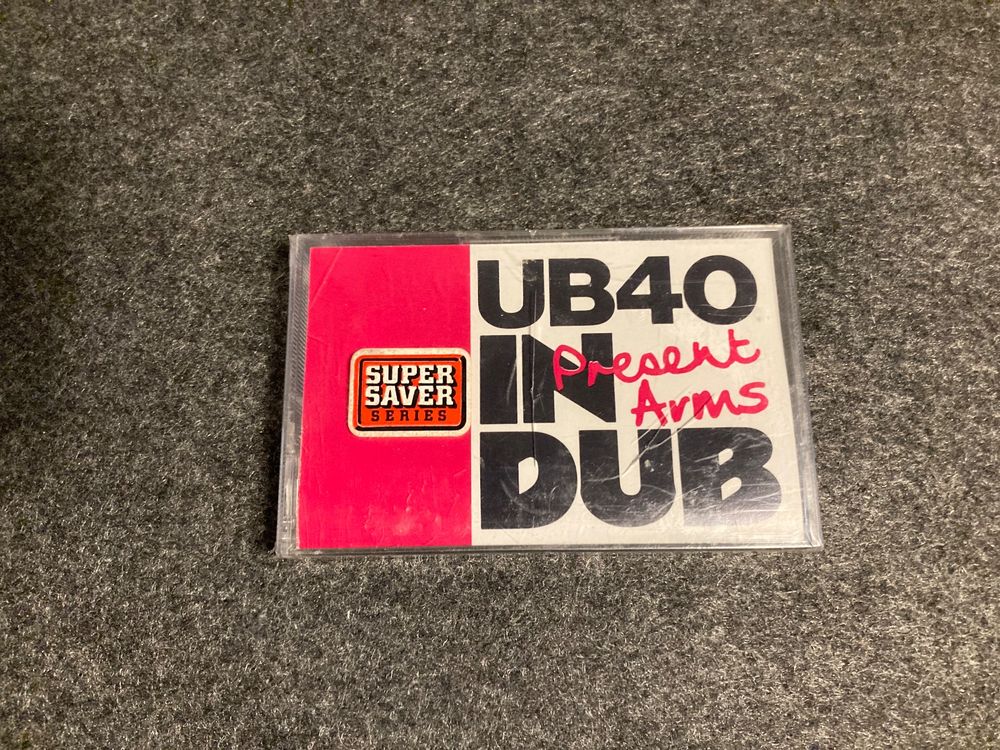 UB40
IN
Present
Arms
DUB
SUPER
SAVER
SERIES